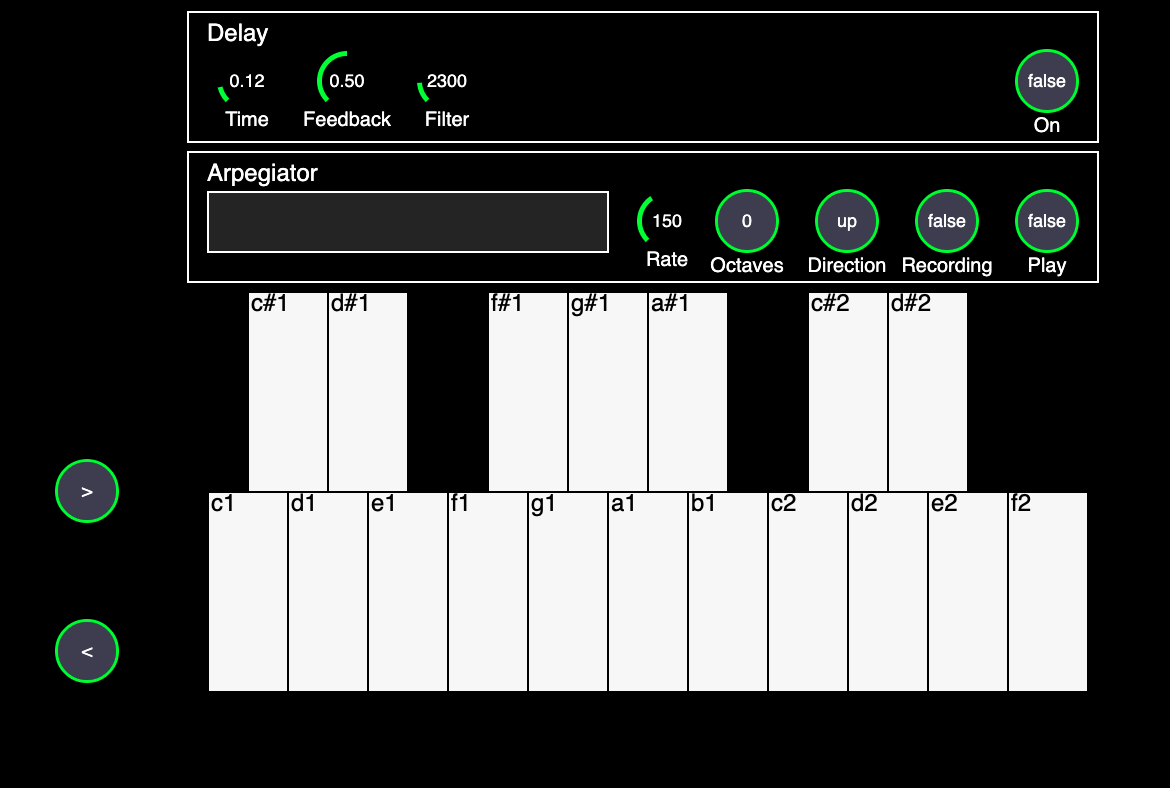 Delay
0.12 0.50 2300 false
Time Feedback Filter On
Arpegiator
150 0 up false false
Rate Octaves Direction Recording Play
c#1 d#1 f#1 g#1 a#1 c#2 d#2
>
c1 d1 e1 f1 g1 a1 b1 c2 d2 e2 f2
<